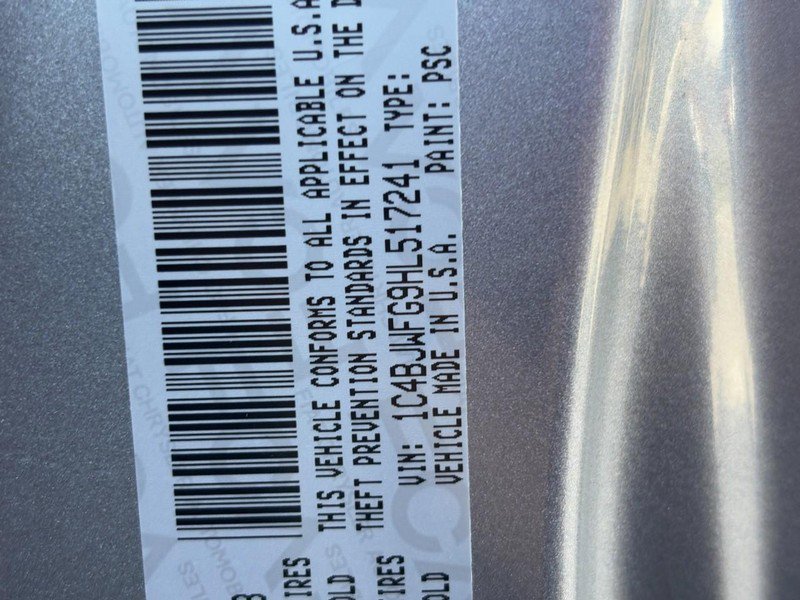 THIS VEHICLE CONFORMS TO ALL APPLICABLE U.S.A
THEFT PREVENTION STANDARDS IN EFFECT ON THE D
VIN: 1C4BJWFG9HL517241 TYPE:
VEHICLE MADE IN U.S.A. PAINT: PSC
IRES
OLD
IRES
OLD